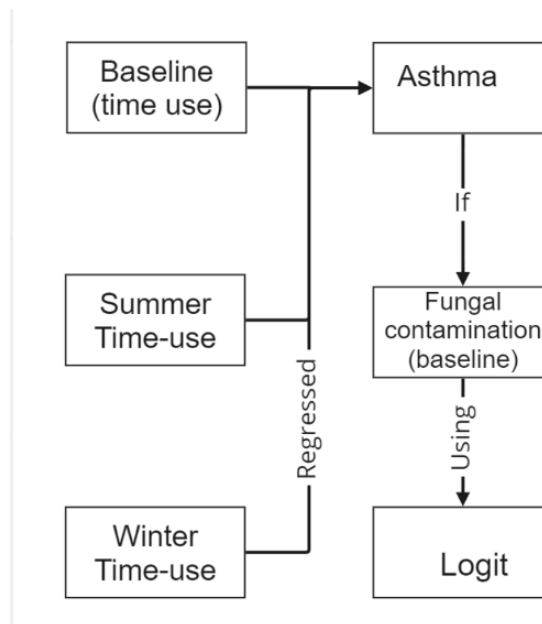 Baseline
(time use)
Asthma
If
Summer
Time-use
Fungal
contamination
(baseline)
Regressed
Using
Winter
Time-use
Logit